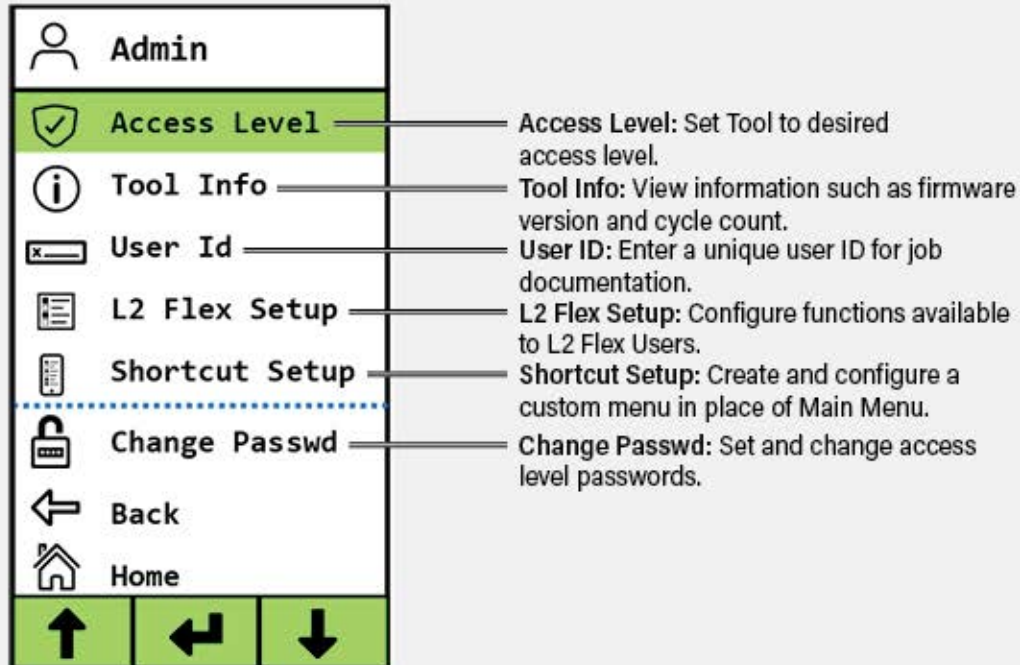 Admin
Access Level
Tool Info
User Id
L2 Flex Setup
Shortcut Setup
Change Passwd
Back
Home
Access Level: Set Tool to desired
access level.
Tool Info: View information such as firmware
version and cycle count.
User ID: Enter a unique user ID for job
documentation.
L2 Flex Setup: Configure functions available
to L2 Flex Users.
Shortcut Setup: Create and configure a
custom menu in place of Main Menu.
Change Passwd: Set and change access
level passwords.